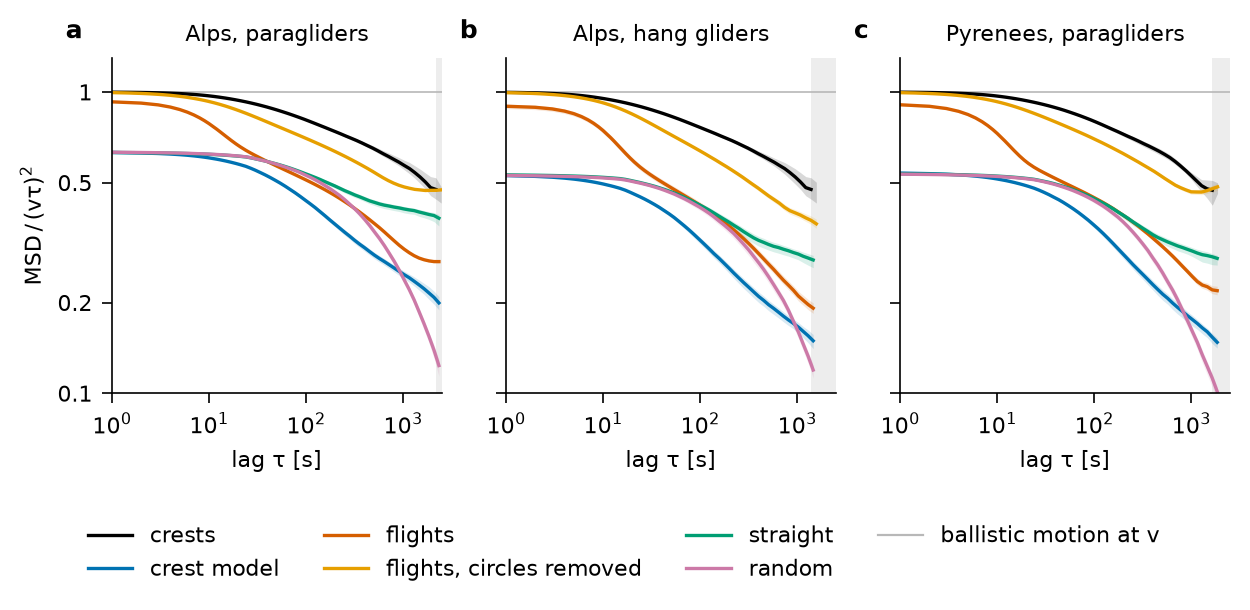 a Alps, paragliders
b Alps, hang gliders
c Pyrenees, paragliders
MSD / (vτ)²
1
0.5
0.2
0.1
10⁰ 10¹ 10² 10³
10⁰ 10¹ 10² 10³
10⁰ 10¹ 10² 10³
lag τ [s]
lag τ [s]
lag τ [s]
crests flights straight ballistic motion at v
crest model flights, circles removed random